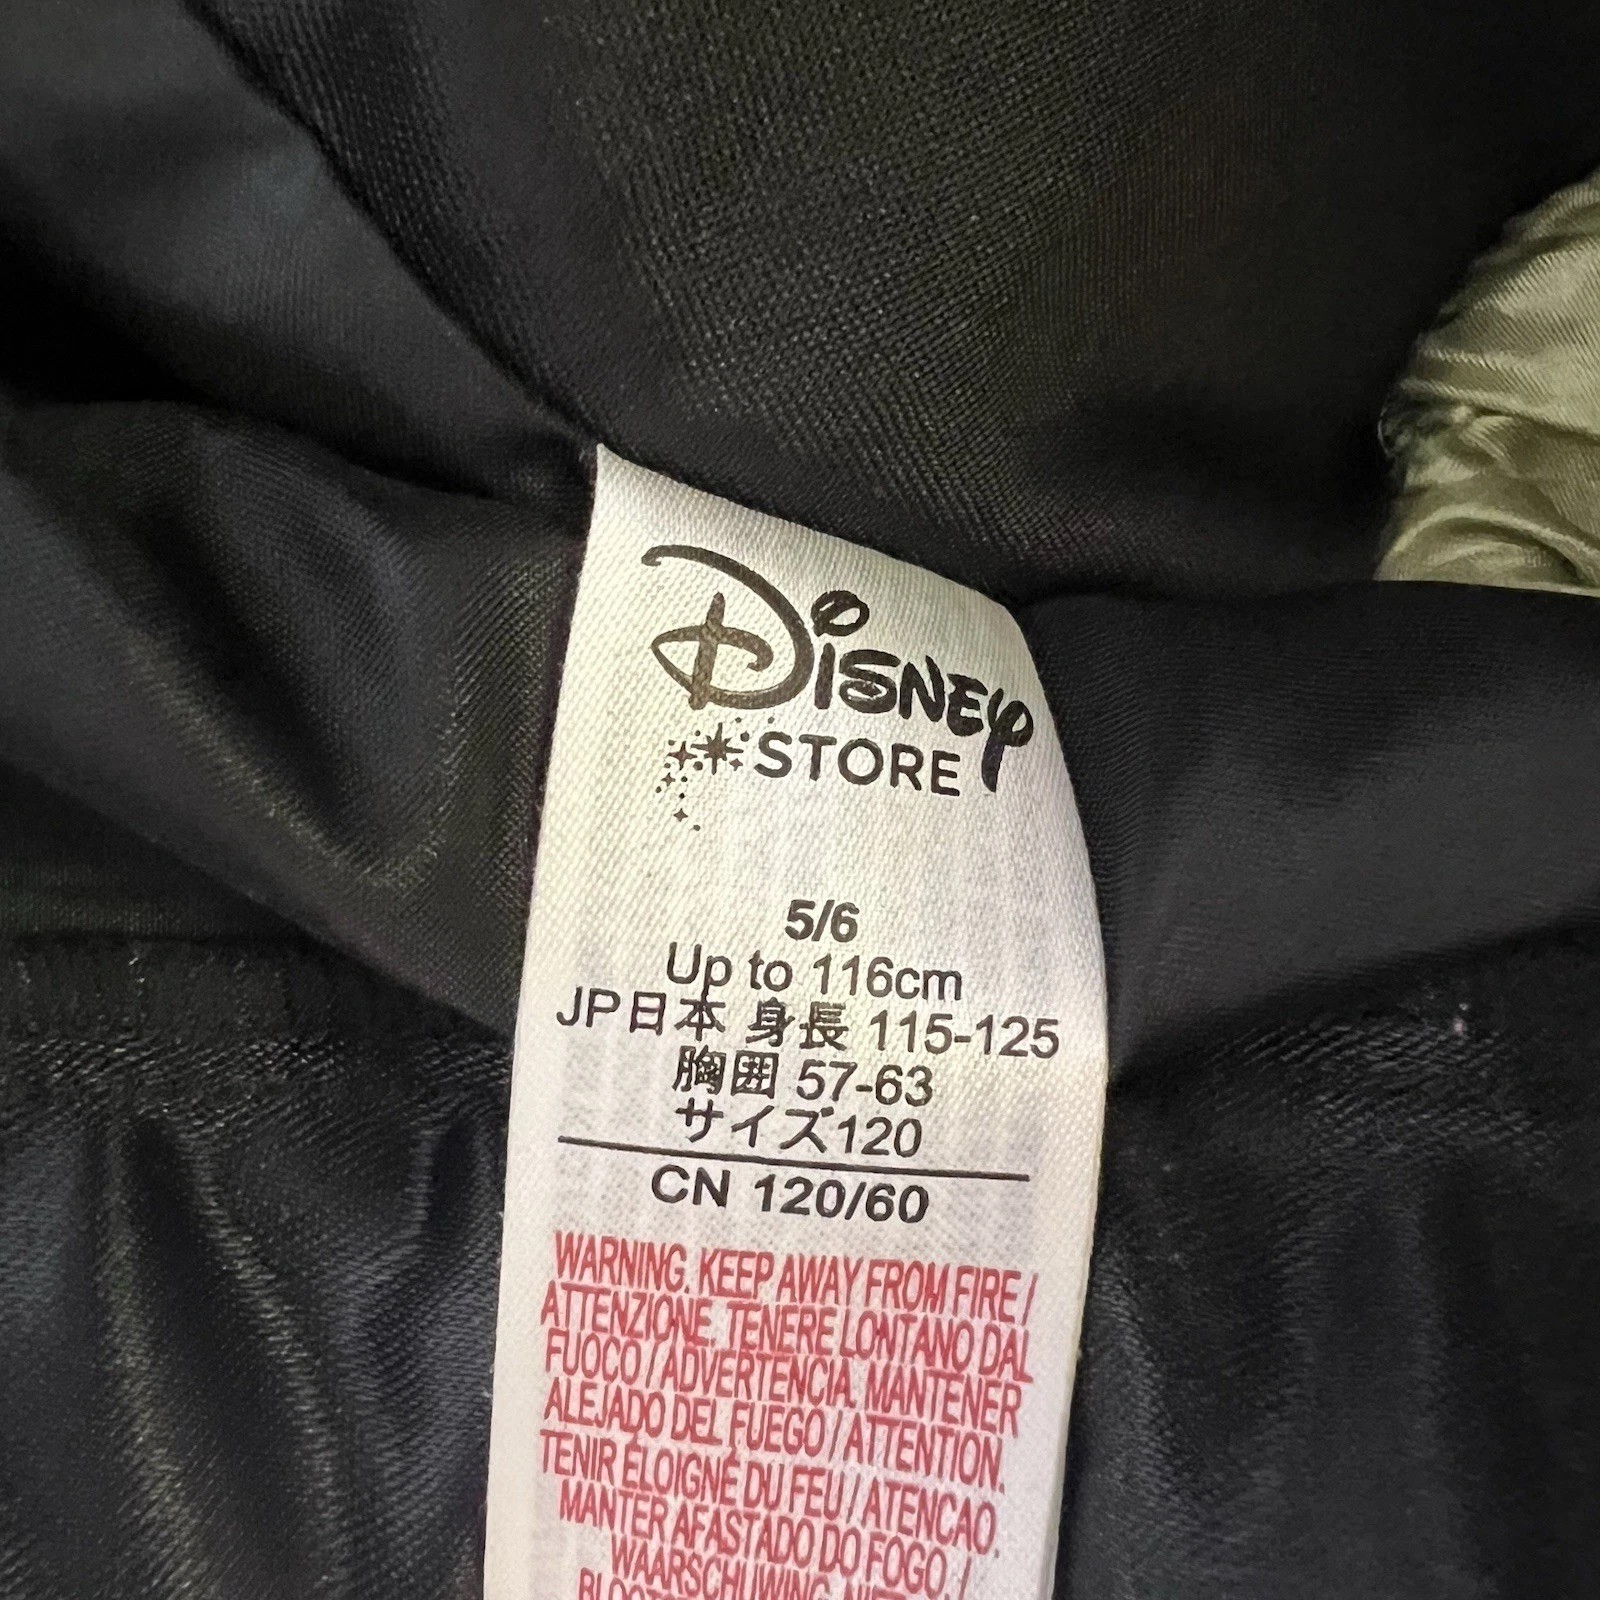 Disney
STORE
5/6
Up to 116cm
JP日本 身長 115-125
胸囲 57-63
サイズ120
CN 120/60
WARNING. KEEP AWAY FROM FIRE /
ATTENZIONE. TENERE LONTANO DAL
FUOCO / ADVERTENCIA. MANTENER
ALEJADO DEL FUEGO / ATTENTION.
TENIR ÉLOIGNÉ DU FEU / ATENCAO.
MANTER AFASTADO DO FOGO. /
WAARSCHUWING. NIET